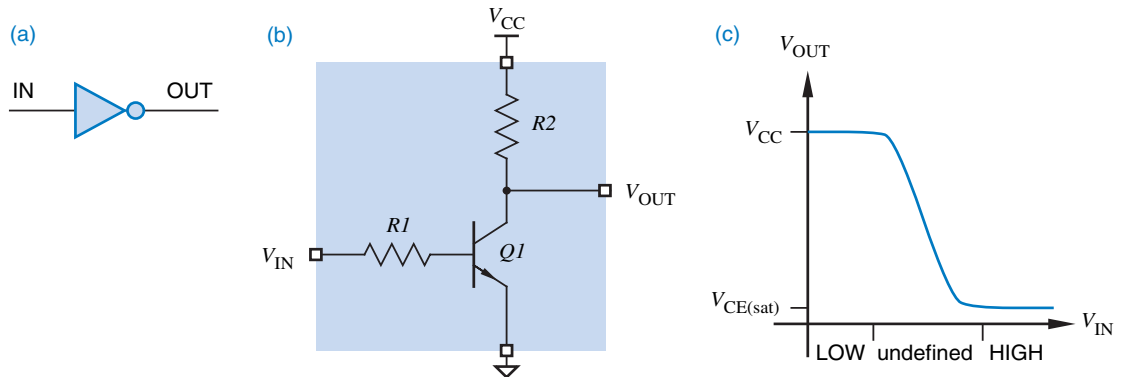 (a)
IN OUT
(b)
VCC
R2
VOUT
R1
VIN
Q1
(c)
VOUT
VCC
VCE(sat)
VIN
LOW undefined HIGH